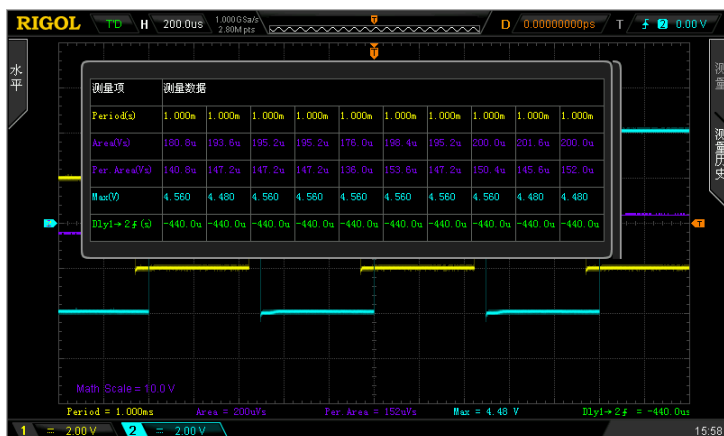 RIGOL T'D H 200.0us 1.000GSa/s 2.80M pts D 0.00000000ps T 2 0.00 V
水平
测量
测量历史
测量项 测量数据
Period(s) 1.000m 1.000m 1.000m 1.000m 1.000m 1.000m 1.000m 1.000m 1.000m 1.000m
Area(Vs) 180.8u 193.6u 195.2u 195.2u 176.0u 198.4u 195.2u 200.0u 201.6u 200.0u
Per.Area(Vs) 140.8u 147.2u 147.2u 147.2u 136.0u 153.6u 147.2u 150.4u 145.6u 152.0u
Max(V) 4.560 4.480 4.560 4.560 4.560 4.560 4.560 4.480 4.560 4.480
Dly1→2⨍(s) -440.0u -440.0u -440.0u -440.0u -440.0u -440.0u -440.0u -440.0u -440.0u -440.0u
Math Scale = 10.0 V
Period = 1.000ms Area = 200uVs Per.Area = 152uVs Max = 4.48 V Dly1→2⨍ = -440.0us
1 = 2.00 V 2 = 2.00 V 15:58